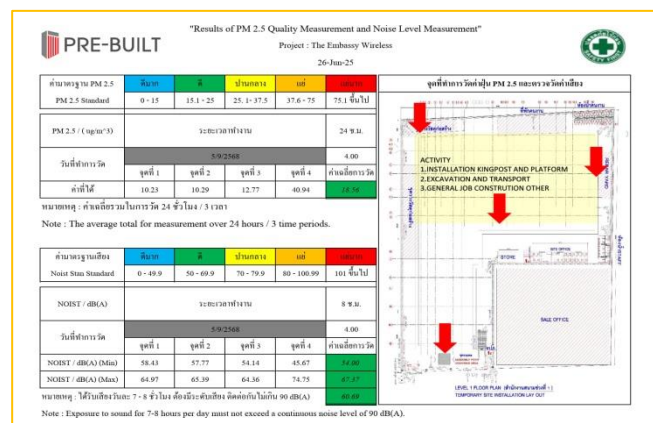 PRE-BUILT
"Results of PM 2.5 Quality Measurement and Noise Level Measurement"
Project : The Embassy Wireless
26-Jun-25
ค่ามาตรฐาน PM 2.5 ดีมาก ดี ปานกลาง แย่
PM 2.5 Standard 0 - 15 15.1 - 25 25. 1- 37.5 37.6 - 75 75.1 ขึ้นไป
PM 2.5 / ( ug/m^3) ระยะเวลาทำงาน 24 ช.ม.
วันที่ทำการวัด 5/9/2568 4.00
จุดที่ 1 จุดที่ 2 จุดที่ 3 จุดที่ 4 ค่าเฉลี่ยการวัด
ค่าที่ได้ 10.23 10.29 12.77 40.94 18.56
หมายเหตุ : ค่าเฉลี่ยรวมในการวัด 24 ชั่วโมง / 3 เวลา
Note : The average total for measurement over 24 hours / 3 time periods.
ค่ามาตรฐานเสียง ดีมาก ดี ปานกลาง แย่
Noist Stan Standard 0 - 49.9 50 - 69.9 70 - 79.9 80 - 100.99 101 ขึ้นไป
NOIST / dB(A) ระยะเวลาทำงาน 8 ช.ม.
วันที่ทำการวัด 5/9/2568 4.00
จุดที่ 1 จุดที่ 2 จุดที่ 3 จุดที่ 4 ค่าเฉลี่ยการวัด
NOIST / dB(A) (Min) 58.43 57.77 54.14 45.67 54.00
NOIST / dB(A) (Max) 64.97 65.39 64.36 74.75 67.37
หมายเหตุ : ได้รับเสียงวันละ 7 - 8 ชั่วโมง ต้องมีระดับเสียง ติดต่อกันไม่เกิน 90 dB(A). 60.69
Note : Exposure to sound for 7-8 hours per day must not exceed a continuous noise level of 90 dB(A).
จุดที่ทำการวัดค่าฝุ่น PM 2.5 และตรวจวัดค่าเสียง
ACTIVITY
1.INSTALLATION KINGPOST AND PLATFORM
2.EXCAVATION AND TRANSPORT
3.GENERAL JOB CONSTRUTION OTHER
STORE
SITE OFFICE
SALE OFFICE
LEVEL 1 FLOOR PLAN
TEMPORARY SITE INSTALLATION LAY OUT